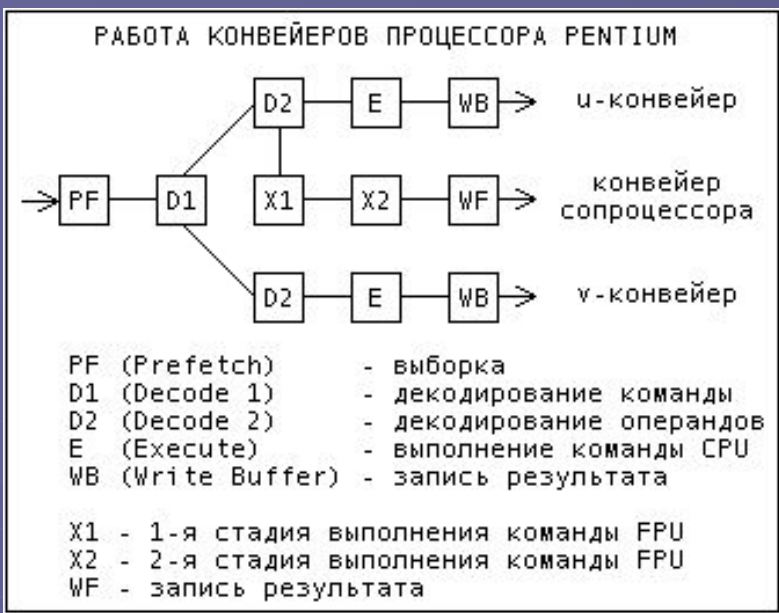 РАБОТА КОНВЕЙЕРОВ ПРОЦЕССОРА PENTIUM
D2 E WB u-конвейер
PF D1 X1 X2 WF конвейер
сопроцессора
D2 E WB v-конвейер
PF (Prefetch) - выборка
D1 (Decode 1) - декодирование команды
D2 (Decode 2) - декодирование операндов
E (Execute) - выполнение команды CPU
WB (Write Buffer) - запись результата
X1 - 1-я стадия выполнения команды FPU
X2 - 2-я стадия выполнения команды FPU
WF - запись результата